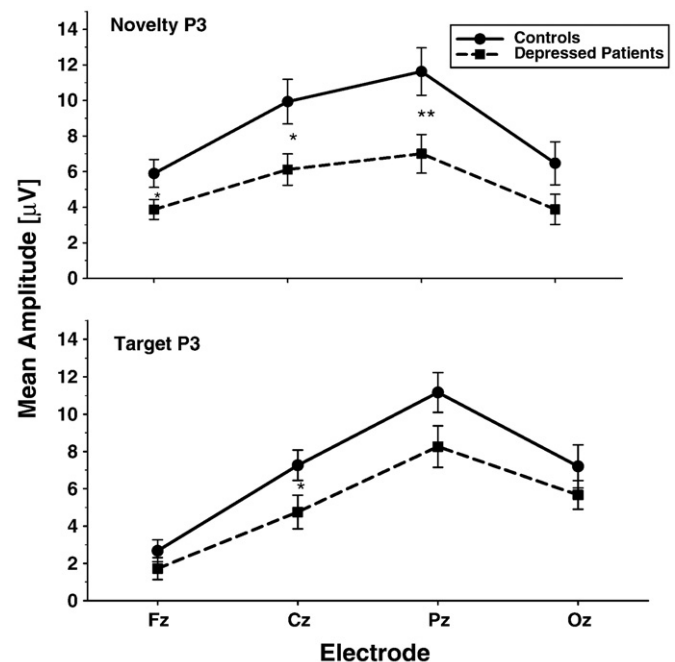 Novelty P3
Controls
Depressed Patients
14
12
10
8
6
4
2
0
*
*
**
Mean Amplitude [μV]
Target P3
14
12
10
8
6
4
2
0
*
Fz Cz Pz Oz
Electrode